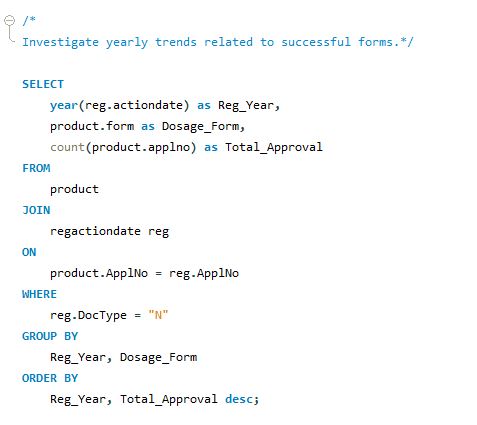 /*
Investigate yearly trends related to successful forms.*/
SELECT
year(reg.actiondate) as Reg_Year,
product.form as Dosage_Form,
count(product.applno) as Total_Approval
FROM
product
JOIN
regactiondate reg
ON
product.ApplNo = reg.ApplNo
WHERE
reg.DocType = "N"
GROUP BY
Reg_Year, Dosage_Form
ORDER BY
Reg_Year, Total_Approval desc;